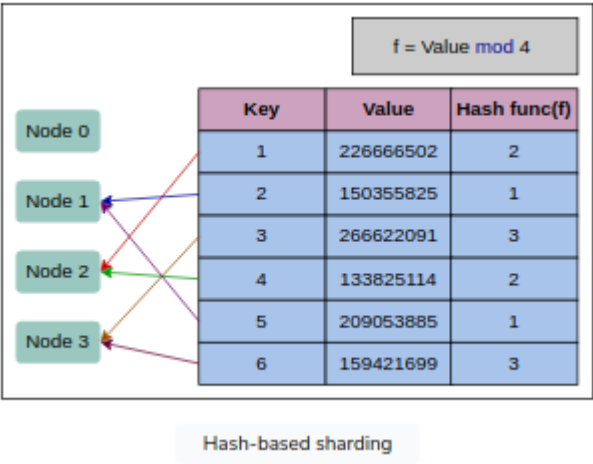 f = Value mod 4
Key Value Hash func(f)
1 226666502 2
2 150355825 1
3 266622091 3
4 133825114 2
5 209053885 1
6 159421699 3
Node 0
Node 1
Node 2
Node 3
Hash-based sharding